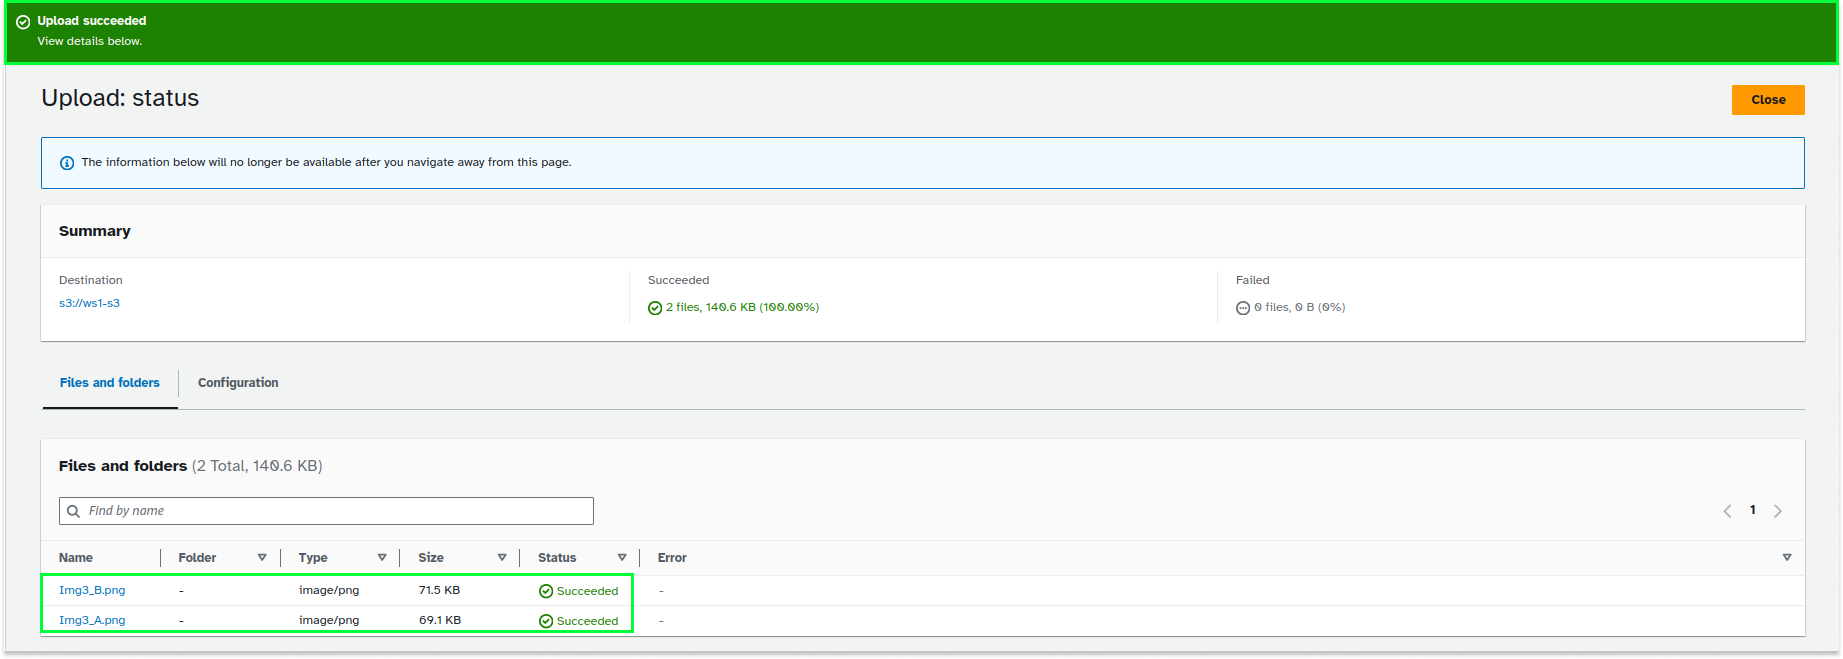 Upload succeeded
View details below.
Upload: status
Close
The information below will no longer be available after you navigate away from this page.
Summary
Destination
s3://ws1-s3
Succeeded
2 files, 140.6 KB (100.00%)
Failed
0 files, 0 B (0%)
Files and folders
Configuration
Files and folders (2 Total, 140.6 KB)
Find by name
1
Name Folder Type Size Status Error
Img3_B.png - image/png 71.5 KB Succeeded -
Img3_A.png - image/png 69.1 KB Succeeded -